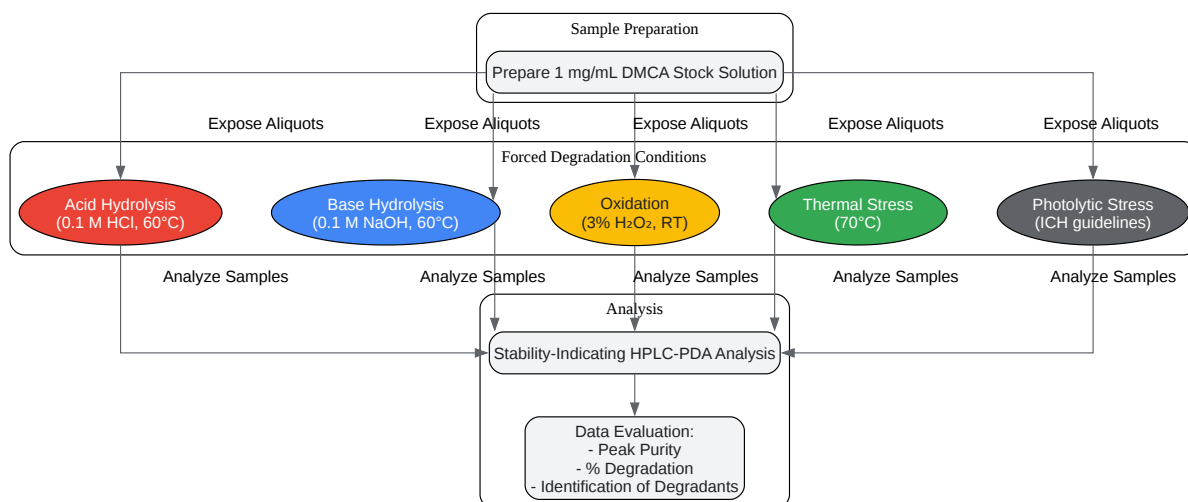 Sample Preparation
Prepare 1 mg/mL DMCA Stock Solution
Expose Aliquots
Expose Aliquots
Expose Aliquots
Expose Aliquots
Expose Aliquots
Forced Degradation Conditions
Acid Hydrolysis
(0.1 M HCl, 60°C)
Base Hydrolysis
(0.1 M NaOH, 60°C)
Oxidation
(3% H₂O₂, RT)
Thermal Stress
(70°C)
Photolytic Stress
(ICH guidelines)
Analyze Samples
Analyze Samples
Analyze Samples
Analyze Samples
Analyze Samples
Analysis
Stability-Indicating HPLC-PDA Analysis
Data Evaluation:
- Peak Purity
- % Degradation
- Identification of Degradants